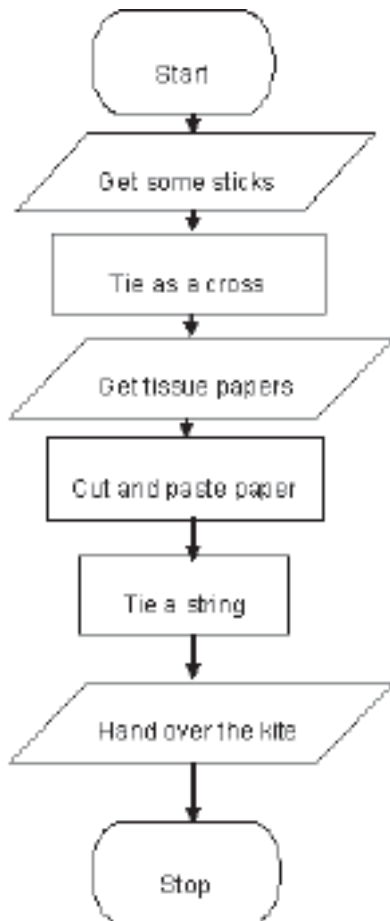 Start
Get some sticks
Tie as a cross
Get tissue papers
Cut and paste paper
Tie a string
Hand over the kite
Stop